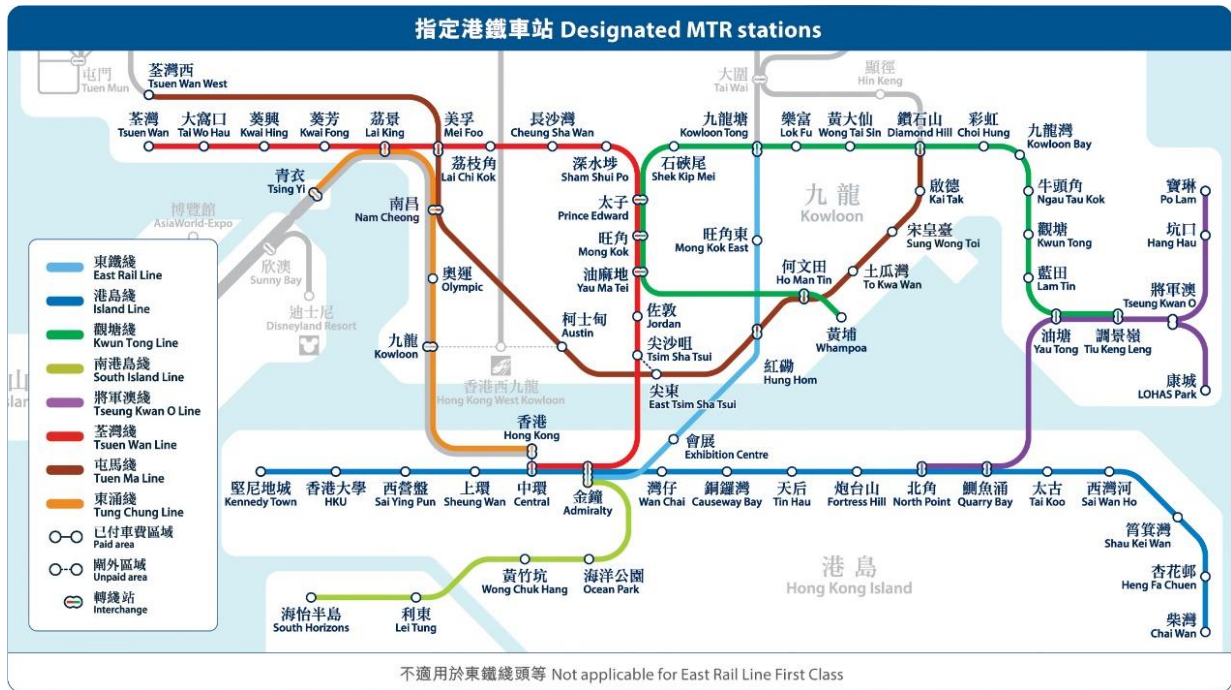 指定港鐵車站 Designated MTR stations
屯門
Tuen Mun
荃灣西
Tsuen Wan West
大圍
Tai Wai
顯徑
Hin Keng
荃灣
Tsuen Wan
大窩口
Tai Wo Hau
葵興
Kwai Hing
葵芳
Kwai Fong
荔景
Lai King
美孚
Mei Foo
長沙灣
Cheung Sha Wan
九龍塘
Kowloon Tong
樂富
Lok Fu
黃大仙
Wong Tai Sin
鑽石山
Diamond Hill
彩虹
Choi Hung
九龍灣
Kowloon Bay
荔枝角
Lai Chi Kok
深水埗
Sham Shui Po
石硤尾
Shek Kip Mei
青衣
Tsing Yi
南昌
Nam Cheong
太子
Prince Edward
九龍
Kowloon
啟德
Kai Tak
牛頭角
Ngau Tau Kok
寶琳
Po Lam
博覽館
AsiaWorld-Expo
旺角
Mong Kok
旺角東
Mong Kok East
宋皇臺
Sung Wong Toi
觀塘
Kwun Tong
坑口
Hang Hau
欣澳
Sunny Bay
奧運
Olympic
油麻地
Yau Ma Tei
何文田
Ho Man Tin
土瓜灣
To Kwa Wan
藍田
Lam Tin
將軍澳
Tseung Kwan O
迪士尼
Disneyland Resort
九龍
Kowloon
柯士甸
Austin
佐敦
Jordan
黃埔
Whampoa
油塘
Yau Tong
調景嶺
Tiu Keng Leng
尖沙咀
Tsim Sha Tsui
紅磡
Hung Hom
香港西九龍
Hong Kong West Kowloon
尖東
East Tsim Sha Tsui
康城
LOHAS Park
山
香港
Hong Kong
會展
Exhibition Centre
堅尼地城
Kennedy Town
香港大學
HKU
西營盤
Sai Ying Pun
上環
Sheung Wan
中環
Central
金鐘
Admiralty
灣仔
Wan Chai
銅鑼灣
Causeway Bay
天后
Tin Hau
炮台山
Fortress Hill
北角
North Point
鰂魚涌
Quarry Bay
太古
Tai Koo
西灣河
Sai Wan Ho
筲箕灣
Shau Kei Wan
杏花邨
Heng Fa Chuen
柴灣
Chai Wan
港島
Hong Kong Island
黃竹坑
Wong Chuk Hang
海洋公園
Ocean Park
海怡半島
South Horizons
利東
Lei Tung
東鐵綫
East Rail Line
港島綫
Island Line
觀塘綫
Kwun Tong Line
南港島綫
South Island Line
將軍澳綫
Tseung Kwan O Line
荃灣綫
Tsuen Wan Line
屯馬綫
Tuen Ma Line
東涌綫
Tung Chung Line
已付車費區域
Paid area
閘外區域
Unpaid area
轉綫站
Interchange
不適用於東鐵綫頭等 Not applicable for East Rail Line First Class